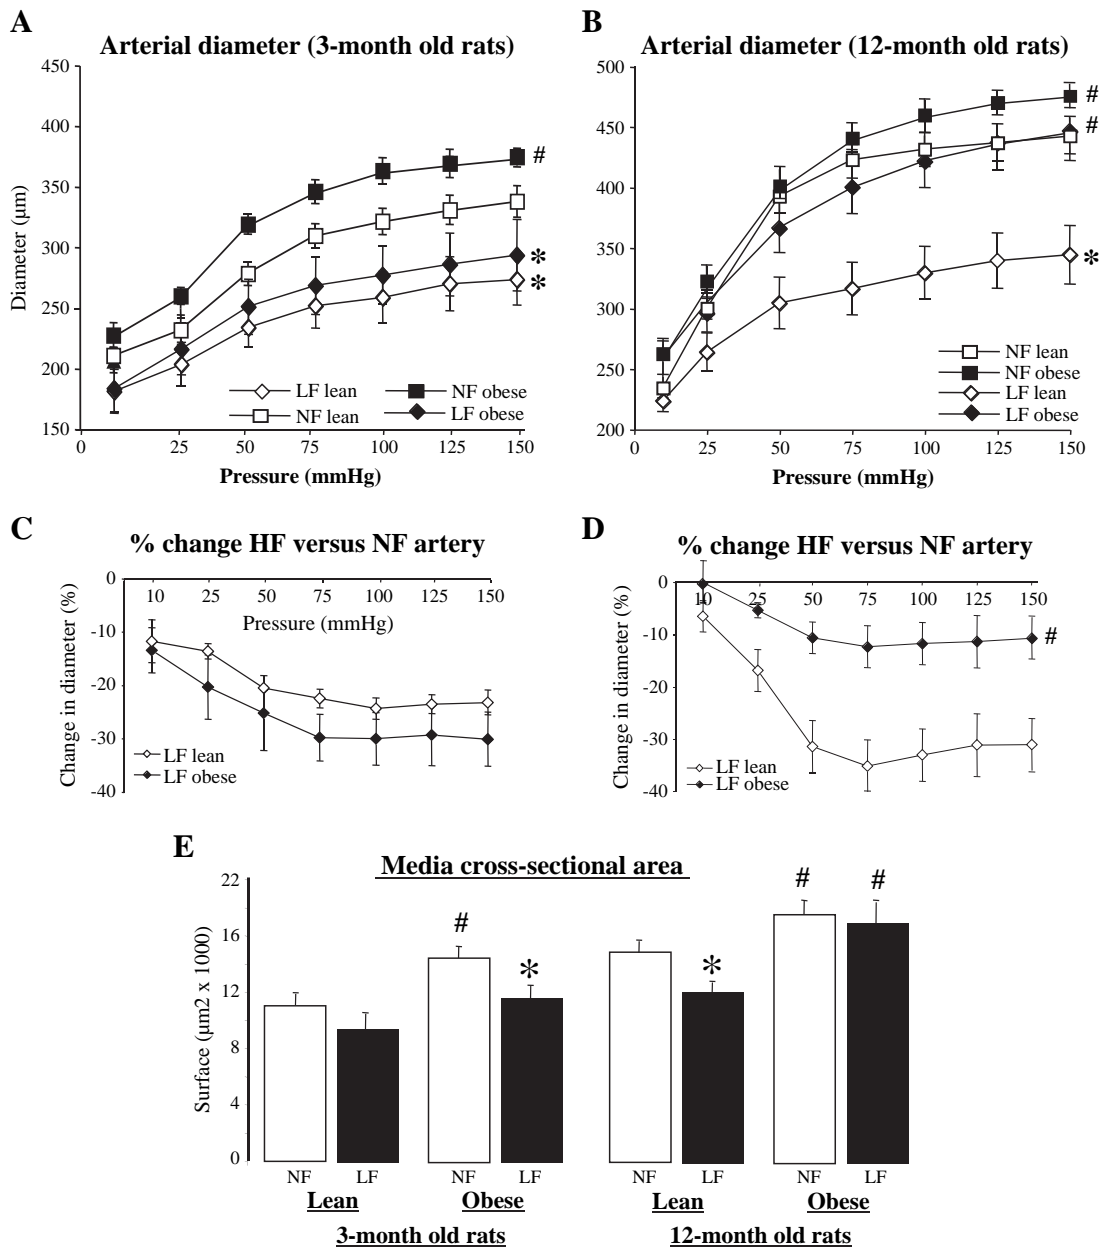 A
Arterial diameter (3-month old rats)
450
400
350
300
250
200
150
Diameter (µm)
#
*
*
LF lean
NF obese
NF lean
LF obese
0 25 50 75 100 125 150
Pressure (mmHg)
B
Arterial diameter (12-month old rats)
500
450
400
350
300
250
200
#
#
*
NF lean
NF obese
LF lean
LF obese
0 25 50 75 100 125 150
Pressure (mmHg)
C
% change HF versus NF artery
0
-10
-20
-30
-40
Change in diameter (%)
10 25 50 75 100 125 150
Pressure (mmHg)
LF lean
LF obese
D
% change HF versus NF artery
0
-10
-20
-30
-40
Change in diameter (%)
10 25 50 75 100 125 150
#
LF lean
LF obese
E
Media cross-sectional area
22
16
12
8
4
0
Surface (µm2 x 1000)
# * * # #
NF LF NF LF NF LF NF LF
Lean Obese Lean Obese
3-month old rats 12-month old rats